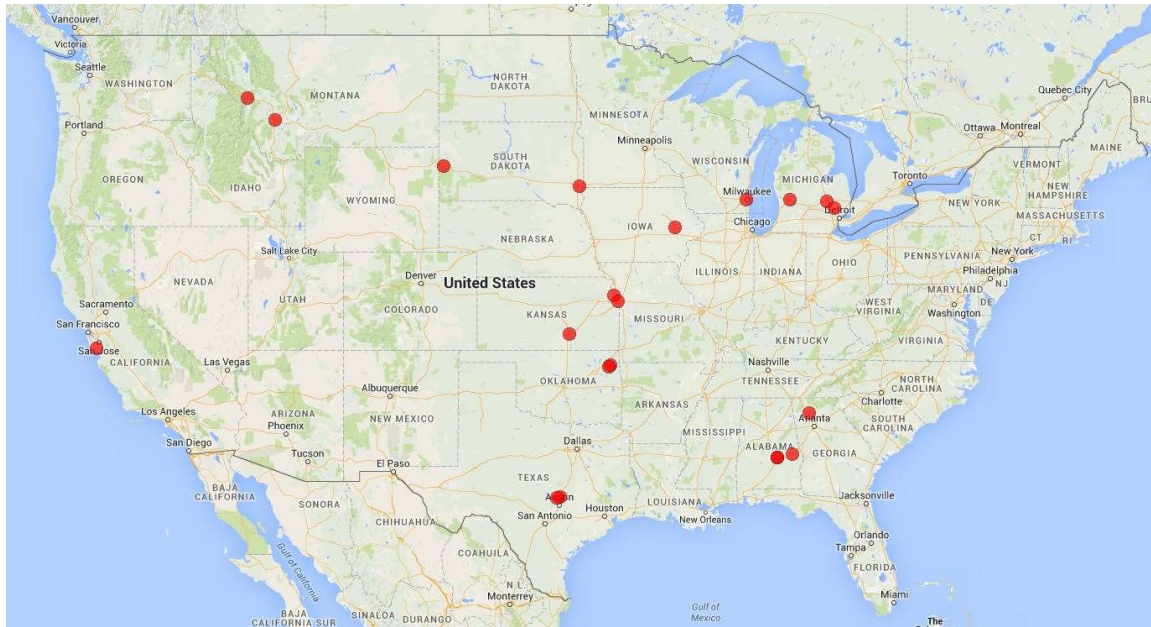 Vancouver
Victoria
Seattle
WASHINGTON
MONTANA
NORTH
DAKOTA
MINNESOTA
Quebec City
Portland
Ottawa
Montreal
MAINE
Minneapolis
SOUTH
DAKOTA
WISCONSIN
MICHIGAN
Toronto
VERMONT
NEW
HAMPSHIRE
OREGON
IDAHO
WYOMING
Milwaukee
Detroit
NEW YORK
MASSACHUSETTS
Chicago
IOWA
CT
RI
Salt Lake City
NEBRASKA
ILLINOIS
INDIANA
OHIO
PENNSYLVANIA
New York
NEVADA
UTAH
Denver
United States
Philadelphia
NJ
MARYLAND
DE
Sacramento
COLORADO
KANSAS
MISSOURI
WEST
VIRGINIA
Washington
San Francisco
San Jose
CALIFORNIA
KENTUCKY
VIRGINIA
Las Vegas
Nashville
Albuquerque
OKLAHOMA
TENNESSEE
NORTH
CAROLINA
Charlotte
Los Angeles
ARIZONA
Phoenix
NEW MEXICO
ARKANSAS
Atlanta
SOUTH
CAROLINA
San Diego
Tucson
Dallas
MISSISSIPPI
ALABAMA
GEORGIA
El Paso
BAJA
CALIFORNIA
SONORA
TEXAS
Austin
San Antonio
Houston
LOUISIANA
New Orleans
Jacksonville
CHIHUAHUA
COAHUILA
Orlando
Tampa
FLORIDA
Gulf of California
N.L.
Monterrey
Miami
BAJA
CALIFORNIA SUR
SINALOA
DURANGO
Gulf of
Mexico
The